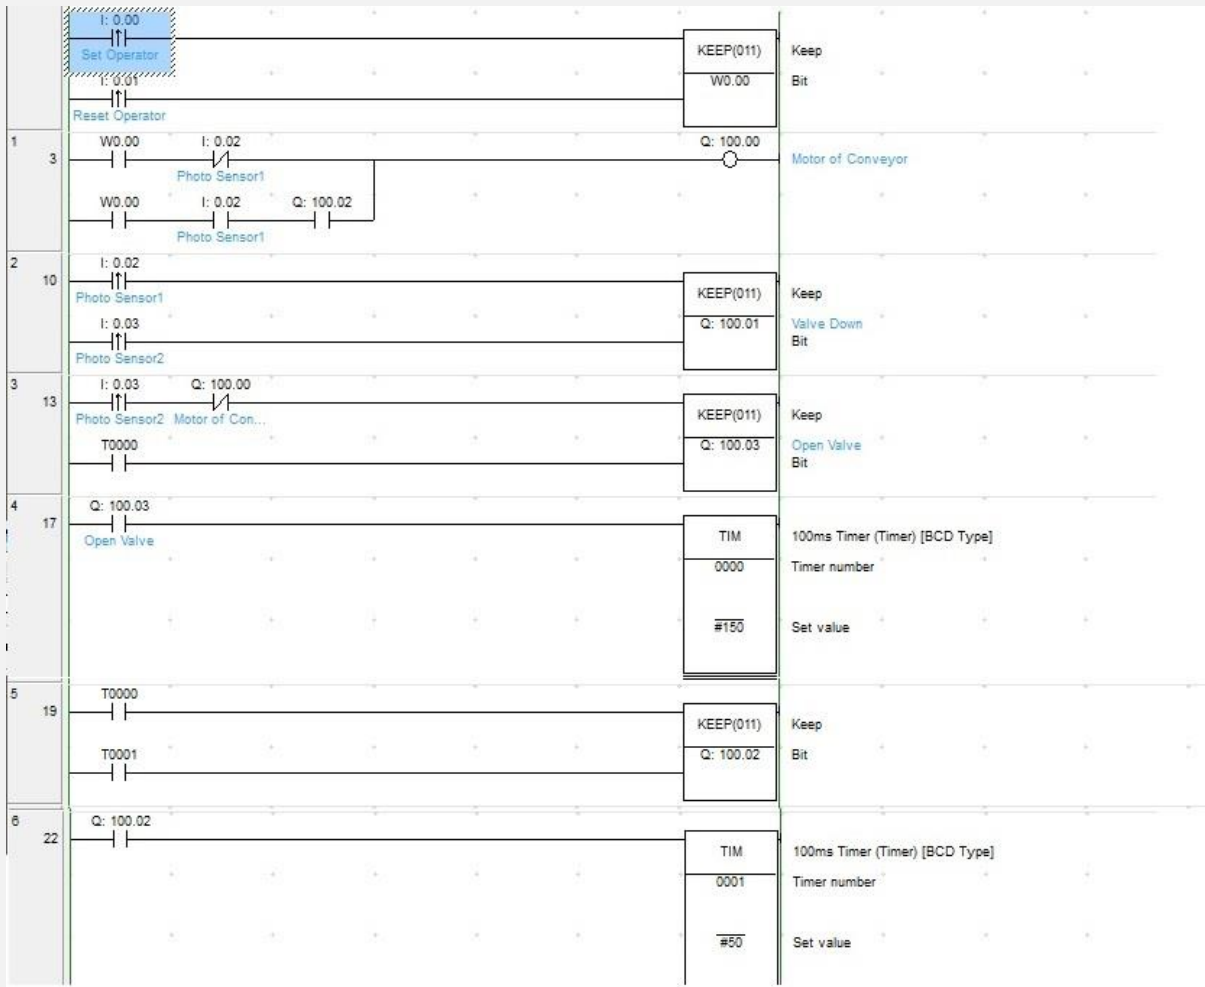 I: 0.00
Set Operator
KEEP(011) Keep
I: 0.01 W0.00 Bit
Reset Operator
1 W0.00 I: 0.02 Q: 100.00
3 Photo Sensor1 Motor of Conveyor
W0.00 I: 0.02 Q: 100.02
Photo Sensor1
2 I: 0.02
10 Photo Sensor1 KEEP(011) Keep
I: 0.03 Q: 100.01 Valve Down
Bit
Photo Sensor2
3 I: 0.03 Q: 100.00
13 Photo Sensor2 Motor of Con... KEEP(011) Keep
T0000 Q: 100.03 Open Valve
Bit
4 Q: 100.03
17 Open Valve TIM 100ms Timer (Timer) [BCD Type]
0000 Timer number
#150 Set value
5 T0000
19 KEEP(011) Keep
T0001 Q: 100.02 Bit
6 Q: 100.02
22 TIM 100ms Timer (Timer) [BCD Type]
0001 Timer number
#50 Set value